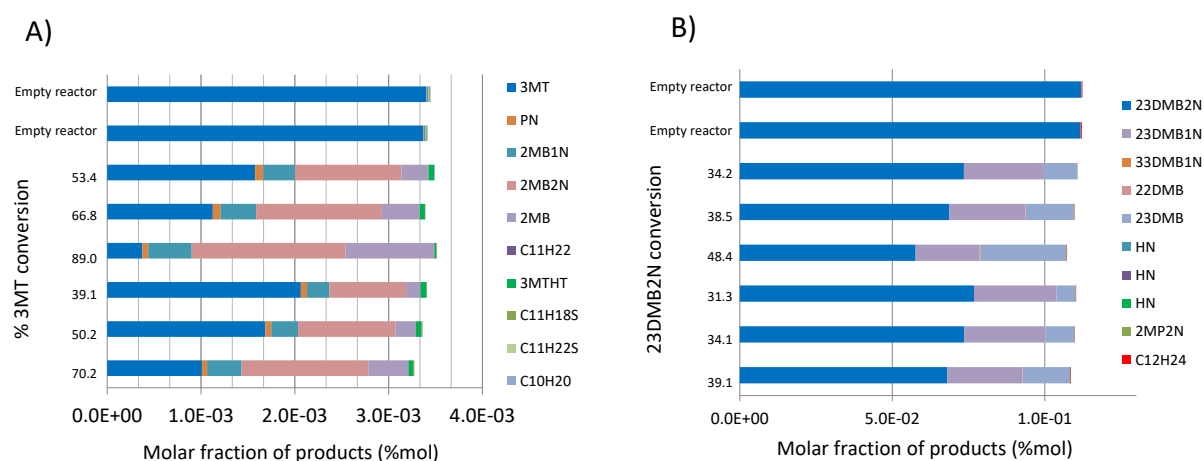 A)
Empty reactor
Empty reactor
53.4
66.8
89.0
39.1
50.2
70.2
% 3MT conversion
0.0E+00
1.0E-03
2.0E-03
3.0E-03
4.0E-03
Molar fraction of products (%mol)
3MT
PN
2MB1N
2MB2N
2MB
C11H22
3MTHT
C11H18S
C11H22S
C10H20
B)
Empty reactor
Empty reactor
34.2
38.5
48.4
31.3
34.1
39.1
23DMB2N conversion
0.0E+00
5.0E-02
1.0E-01
Molar fraction of products (%mol)
23DMB2N
23DMB1N
33DMB1N
22DMB
23DMB
HN
HN
HN
2MP2N
C12H24